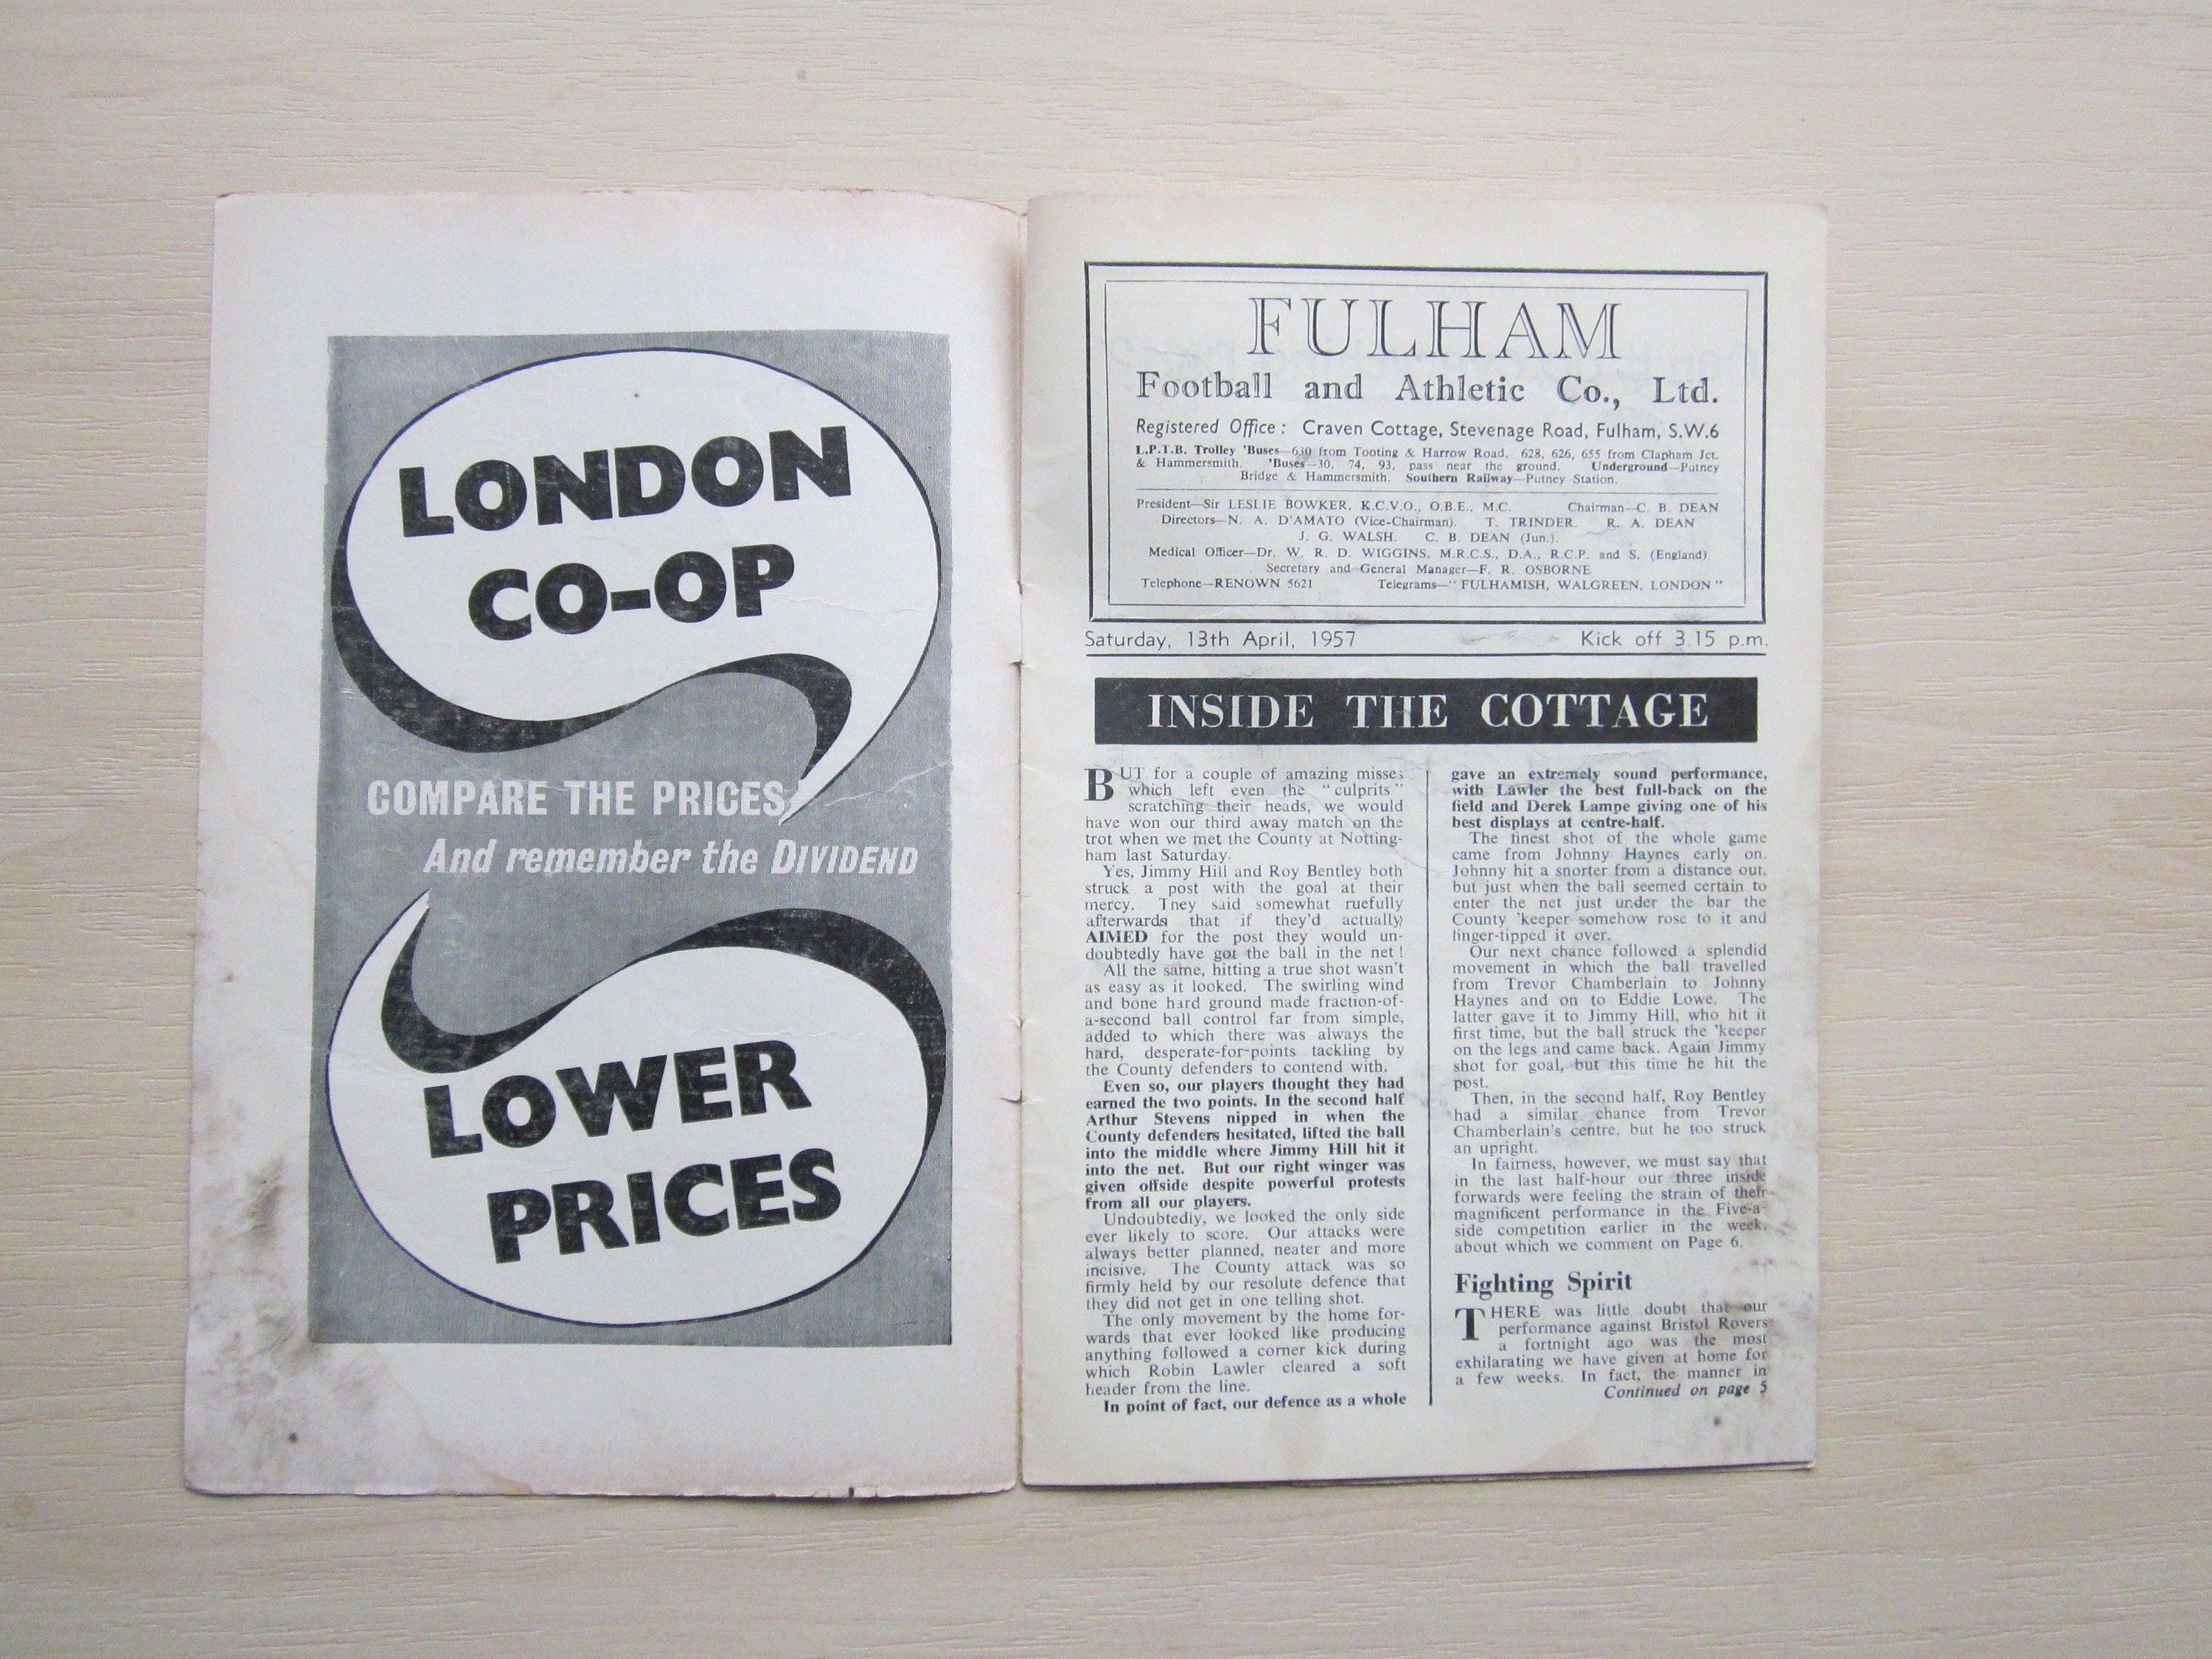 LONDON
CO-OP
COMPARE THE PRICES
And remember the DIVIDEND
LOWER
PRICES
FULHAM
Football and Athletic Co., Ltd.
Registered Office : Craven Cottage, Stevenage Road, Fulham, S.W.6
L.P.T.B. Trolley 'Buses—630 from Tooting & Harrow Road. 628, 626, 655 from Clapham Jct.
& Hammersmith. 'Buses—30, 74, 93, pass near the ground. Underground—Putney
Bridge & Hammersmith. Southern Railway—Putney Station.
President—Sir LESLIE BOWKER, K.C.V.O., O.B.E., M.C. Chairman—C. B. DEAN
Directors—N. A. D'AMATO (Vice-Chairman). T. TRINDER. R. A. DEAN
J. G. WALSH. C. B. DEAN (Jun.).
Medical Officer—Dr. W. R. D. WIGGINS, M.R.C.S., D.A., R.C.P. and S. (England)
Secretary and General Manager—F. R. OSBORNE
Telephone—RENOWN 5621 Telegrams—" FULHAMISH, WALGREEN, LONDON "
Saturday, 13th April, 1957 Kick off 3.15 p.m.
INSIDE THE COTTAGE
BUT for a couple of amazing misses
which left even the "culprits"
scratching their heads, we would
have won our third away match on the
trot when we met the County at Notting-
ham last Saturday.
Yes, Jimmy Hill and Roy Bentley both
struck a post with the goal at their
mercy. They said somewhat ruefully
afterwards that if they'd actually
AIMED for the post they would un-
doubtedly have got the ball in the net !
All the same, hitting a true shot wasn't
as easy as it looked. The swirling wind
and bone hard ground made fraction-of-
a-second ball control far from simple,
added to which there was always the
hard, desperate-for-points tackling by
the County defenders to contend with.
Even so, our players thought they had
earned the two points. In the second half
Arthur Stevens nipped in when the
County defenders hesitated, lifted the ball
into the middle where Jimmy Hill hit it
into the net. But our right winger was
given offside despite powerful protests
from all our players.
Undoubtedly, we looked the only side
ever likely to score. Our attacks were
always better planned, neater and more
incisive. The County attack was so
firmly held by our resolute defence that
they did not get in one telling shot.
The only movement by the home for-
wards that ever looked like producing
anything followed a corner kick during
which Robin Lawler cleared a soft
header from the line.
In point of fact, our defence as a whole
gave an extremely sound performance,
with Lawler the best full-back on the
field and Derek Lampe giving one of his
best displays at centre-half.
The finest shot of the whole game
came from Johnny Haynes early on.
Johnny hit a snorter from a distance out,
but just when the ball seemed certain to
enter the net just under the bar the
County 'keeper somehow rose to it and
finger-tipped it over.
Our next chance followed a splendid
movement in which the ball travelled
from Trevor Chamberlain to Johnny
Haynes and on to Eddie Lowe. The
latter gave it to Jimmy Hill, who hit it
first time, but the ball struck the 'keeper
on the legs and came back. Again Jimmy
shot for goal, but this time he hit the
post.
Then, in the second half, Roy Bentley
had a similar chance from Trevor
Chamberlain's centre, but he too struck
an upright.
In fairness, however, we must say that
in the last half-hour our three inside
forwards were feeling the strain of their
magnificent performance in the Five-a-
side competition earlier in the week,
about which we comment on Page 6.
Fighting Spirit
THERE was little doubt that our
performance against Bristol Rovers
a fortnight ago was the most
exhilarating we have given at home for
a few weeks. In fact, the manner in
Continued on page 5